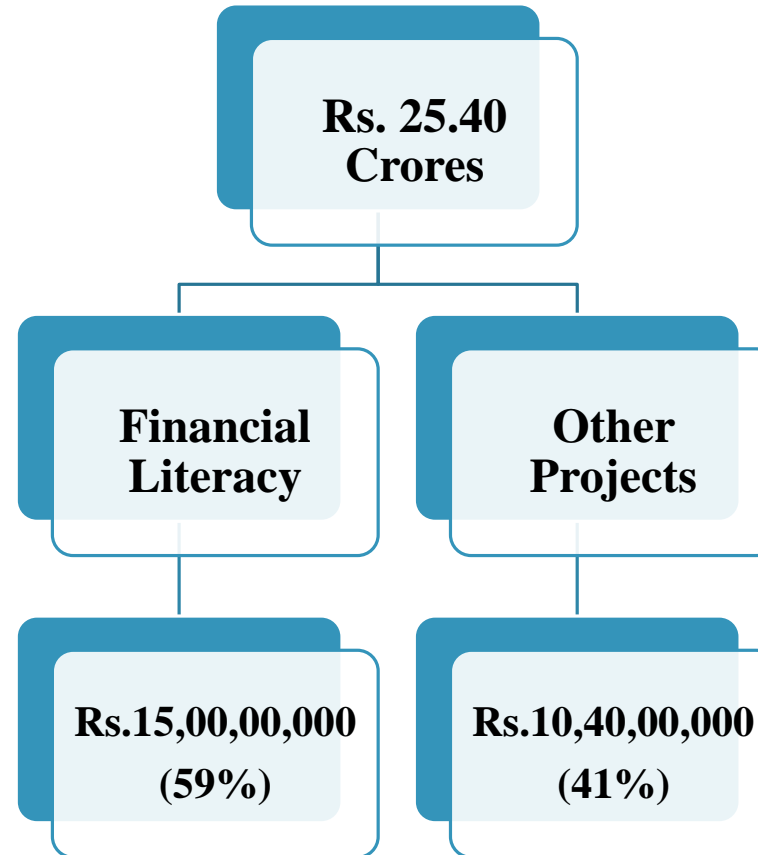 Rs. 25.40
Crores
Financial
Literacy
Other
Projects
Rs.15,00,00,000
(59%)
Rs.10,40,00,000
(41%)